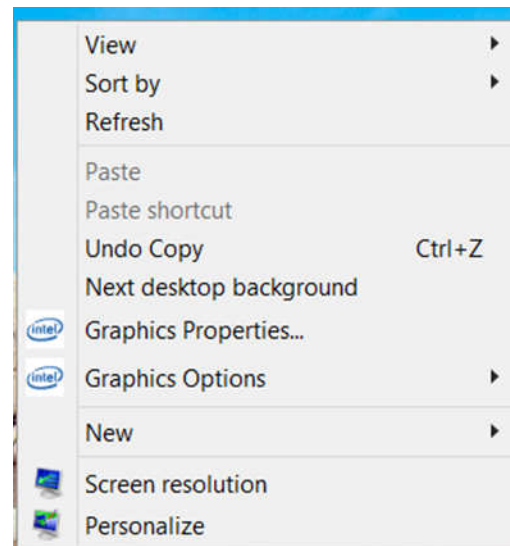 View
Sort by
Refresh
Paste
Paste shortcut
Undo Copy Ctrl+Z
Next desktop background
intel Graphics Properties...
intel Graphics Options
New
Screen resolution
Personalize